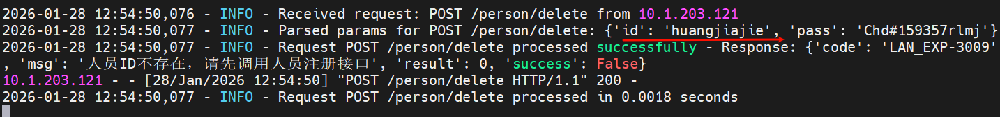 2026-01-28 12:54:50,076 - INFO - Received request: POST /person/delete from 10.1.203.121
2026-01-28 12:54:50,077 - INFO - Parsed params for POST /person/delete: {'id': 'huangjiajie', 'pass': 'Chd#159357rlmj'}
2026-01-28 12:54:50,077 - INFO - Request POST /person/delete processed successfully - Response: {'code': 'LAN_EXP-3009'
, 'msg': '人员ID不存在，请先调用人员注册接口', 'result': 0, 'success': False}
10.1.203.121 - - [28/Jan/2026 12:54:50] "POST /person/delete HTTP/1.1" 200 -
2026-01-28 12:54:50,077 - INFO - Request POST /person/delete processed in 0.0018 seconds